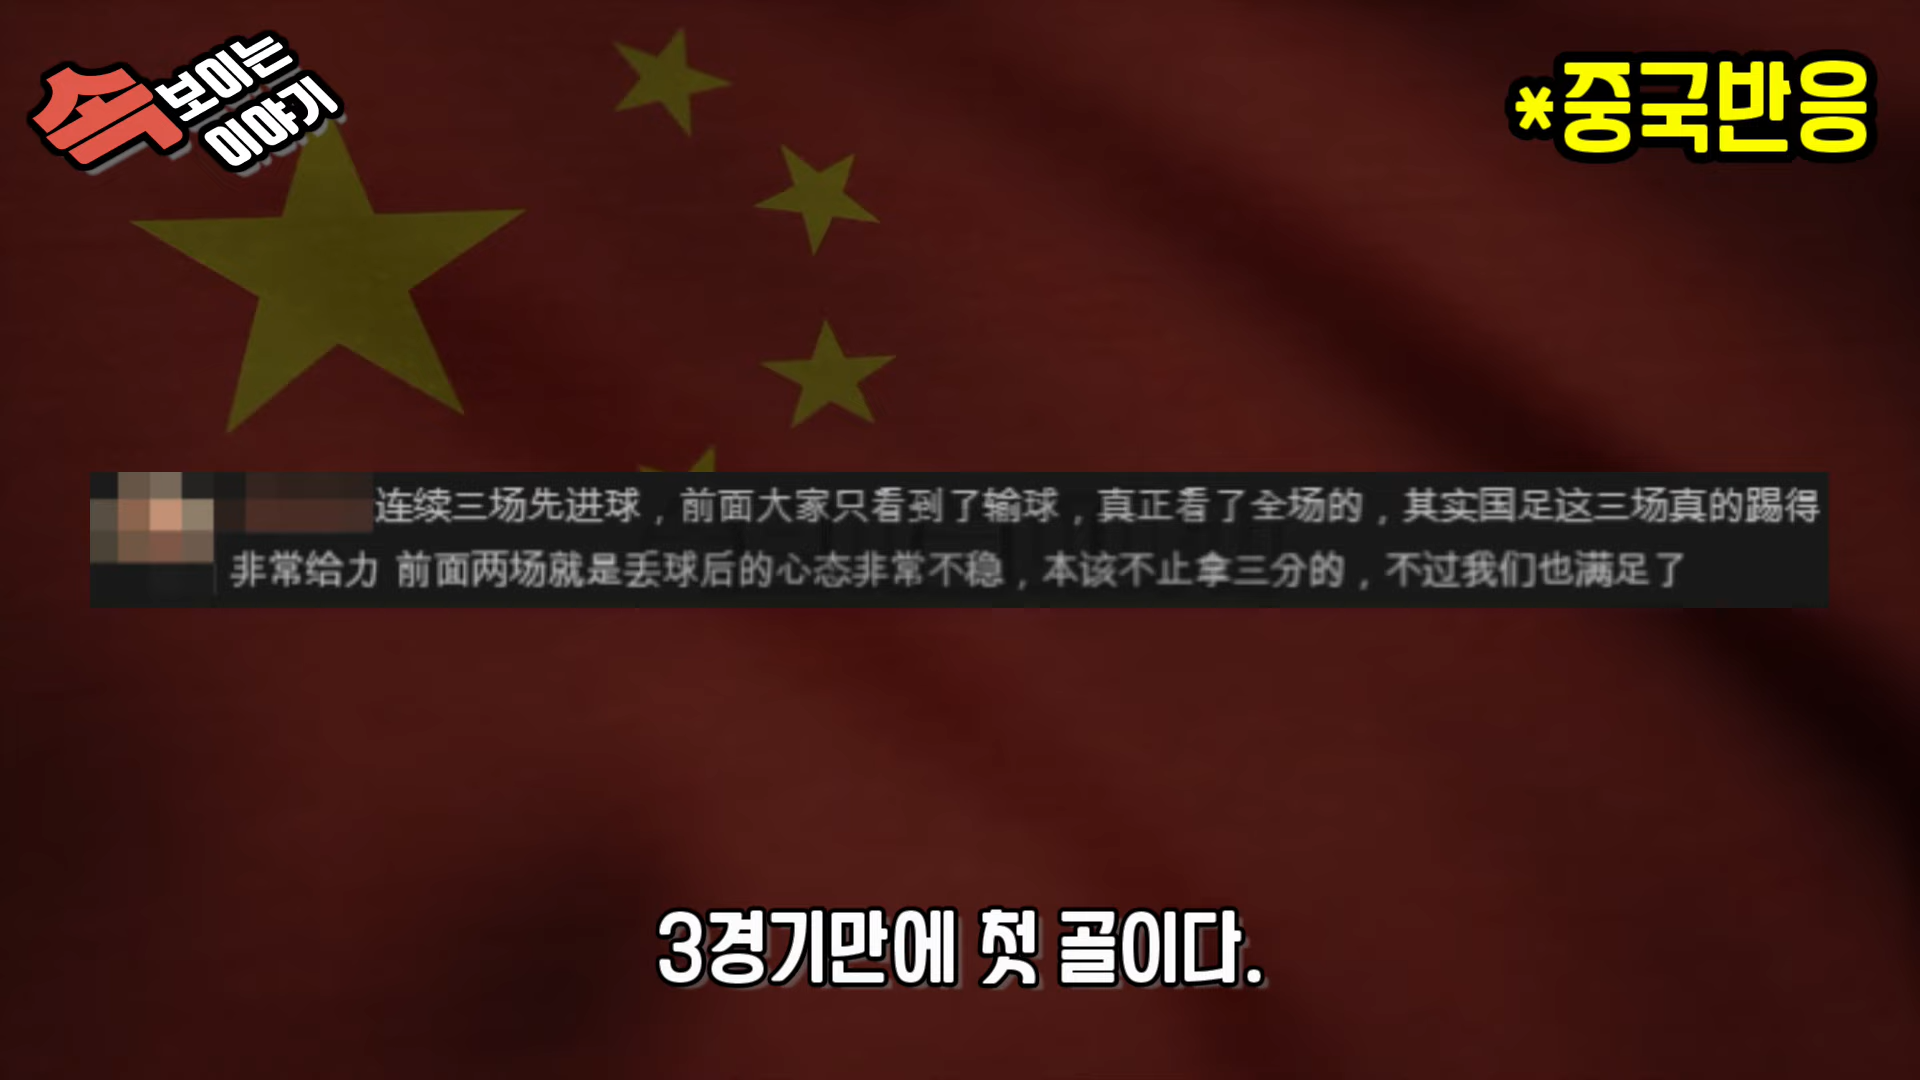 속
보이는
이야기
*중국반응
连续三场先进球，前面大家只看到了输球，真正看了全场的，其实国足这三场真的踢得
非常给力 前面两场就是丢球后的心态非常不稳，本该不止拿三分的，不过我们也满足了
3경기만에 첫 골이다.